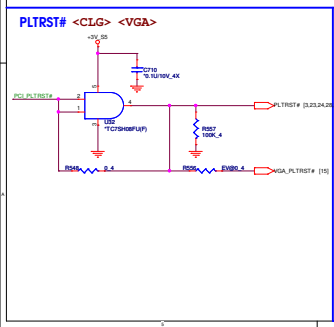 PLTRST# <CLG> <VGA>
+3V_S5
C710
*0.1U/10V_4X
PCI_PLTRST#
5
2
1
4
3
U32
*TC7SH08FU(F)
PLTRST# [3,23,24,28
R557
100K_4
R548
0_4
R556
EV@0_4
VGA_PLTRST# [15]
A
5